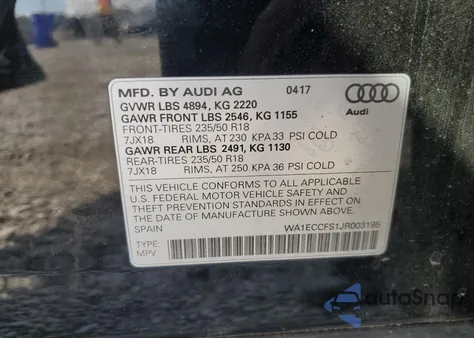 MFD. BY AUDI AG 0417
GVWR LBS 4894, KG 2220
GAWR FRONT LBS 2546, KG 1155
FRONT-TIRES 235/50 R18
7JX18 RIMS, AT 230 KPA 33 PSI COLD
GAWR REAR LBS 2491, KG 1130
REAR-TIRES 235/50 R18
7JX18 RIMS, AT 250 KPA 36 PSI COLD
Audi
THIS VEHICLE CONFORMS TO ALL APPLICABLE
U.S. FEDERAL MOTOR VEHICLE SAFETY AND
THEFT PREVENTION STANDARDS IN EFFECT
ON THE DATE OF MANUFACTURE SHOWN ABOVE.
SPAIN WA1ECCFS1JR003195
TYPE:
MPV
autoSnap